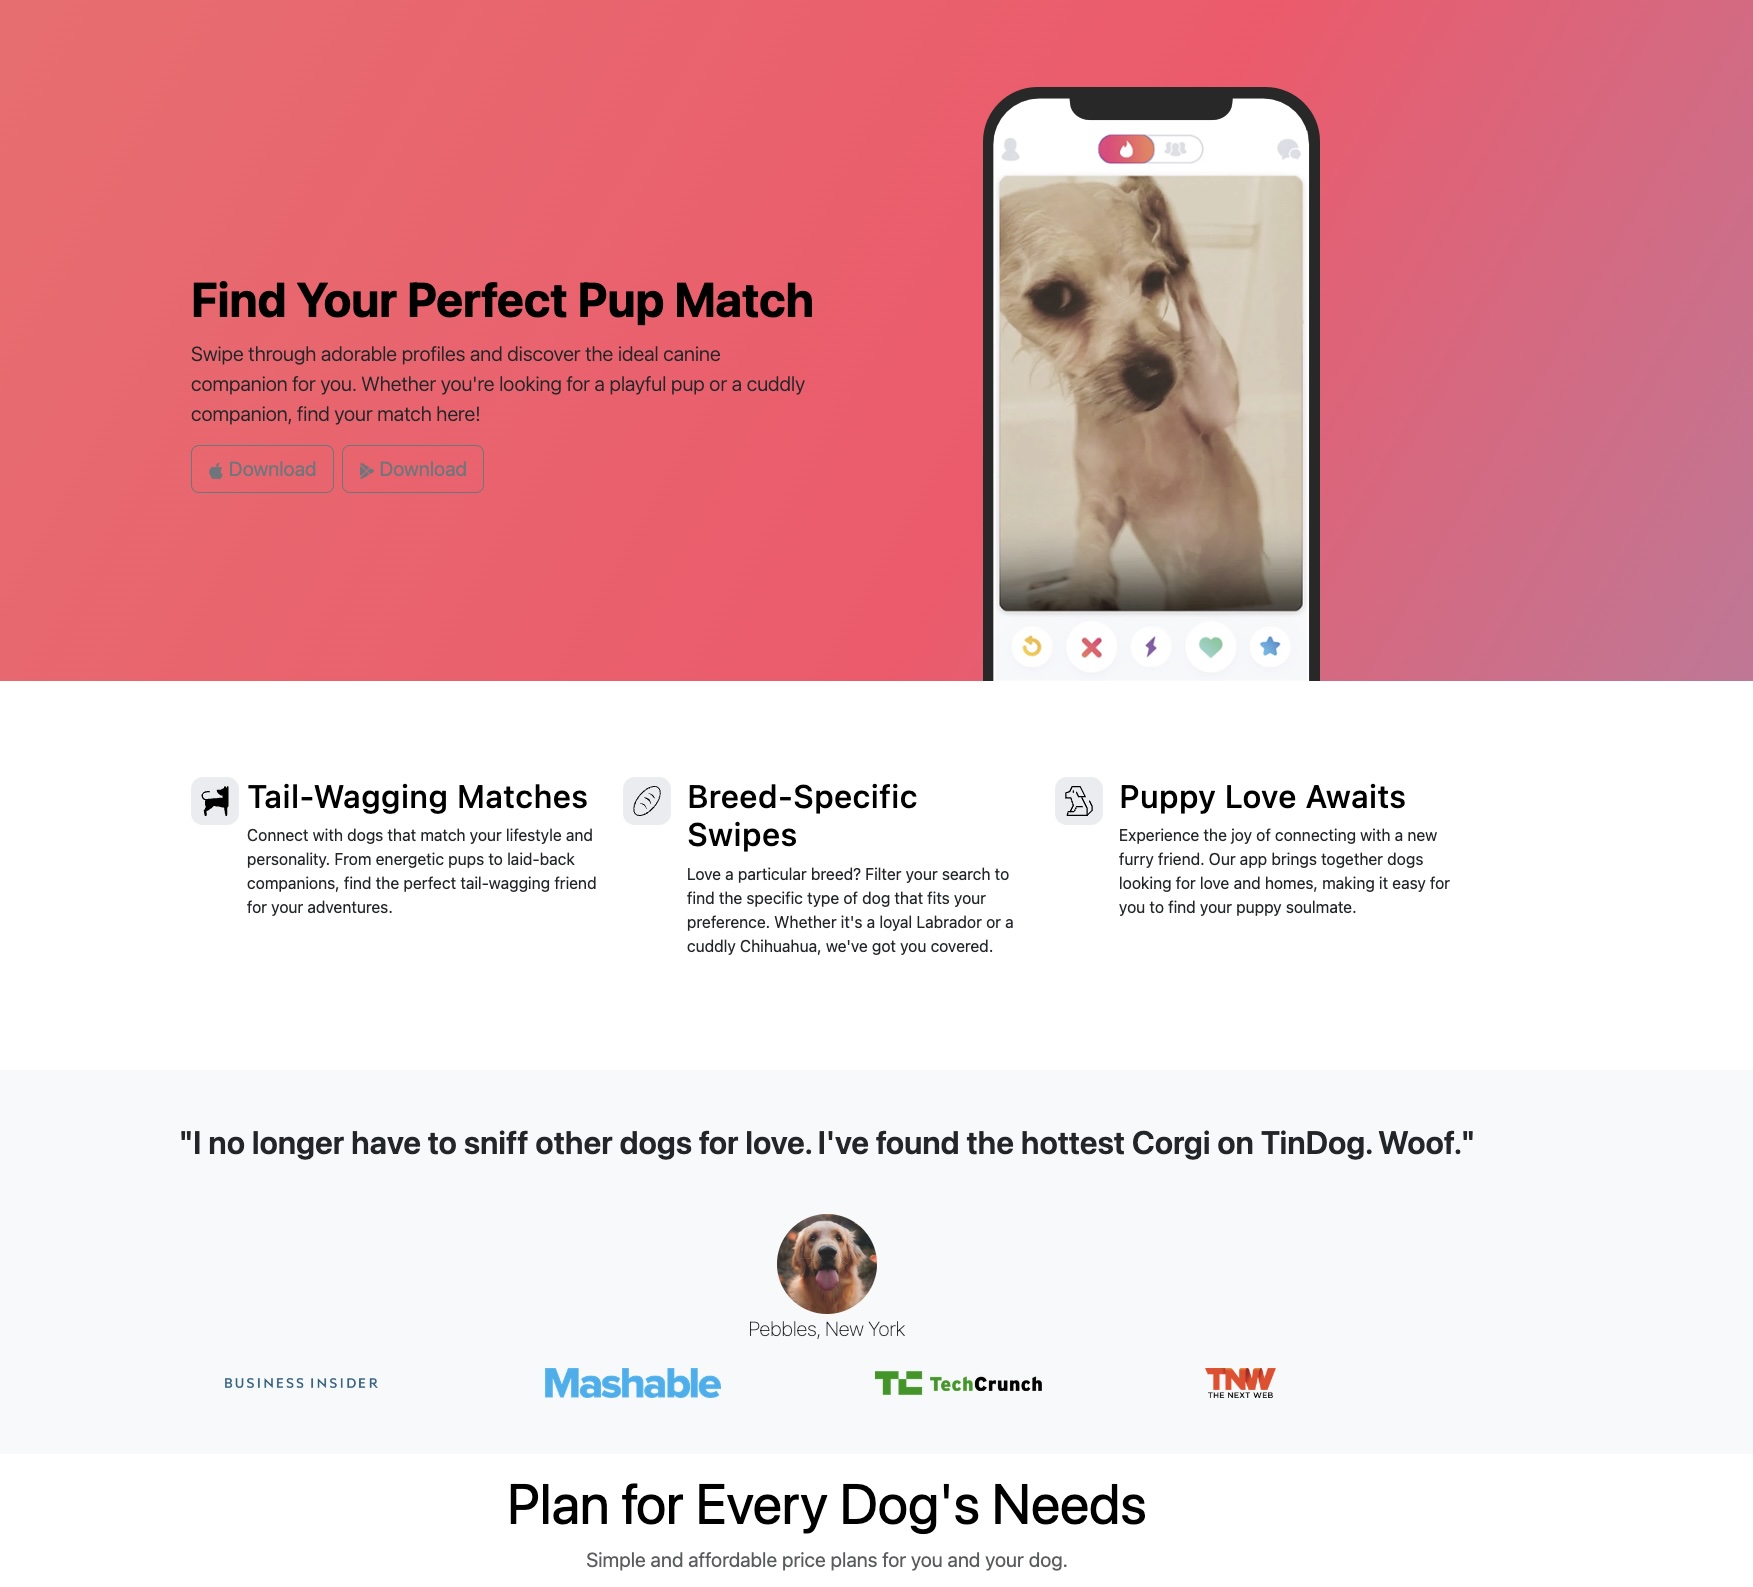 Find Your Perfect Pup Match
Swipe through adorable profiles and discover the ideal canine
companion for you. Whether you're looking for a playful pup or a cuddly
companion, find your match here!
Download Download
Tail-Wagging Matches
Connect with dogs that match your lifestyle and
personality. From energetic pups to laid-back
companions, find the perfect tail-wagging friend
for your adventures.
Breed-Specific
Swipes
Love a particular breed? Filter your search to
find the specific type of dog that fits your
preference. Whether it's a loyal Labrador or a
cuddly Chihuahua, we've got you covered.
Puppy Love Awaits
Experience the joy of connecting with a new
furry friend. Our app brings together dogs
looking for love and homes, making it easy for
you to find your puppy soulmate.
"I no longer have to sniff other dogs for love. I've found the hottest Corgi on TinDog. Woof."
Pebbles, New York
BUSINESS INSIDER
Mashable
TC TechCrunch
TNW
THE NEXT WEB
Plan for Every Dog's Needs
Simple and affordable price plans for you and your dog.